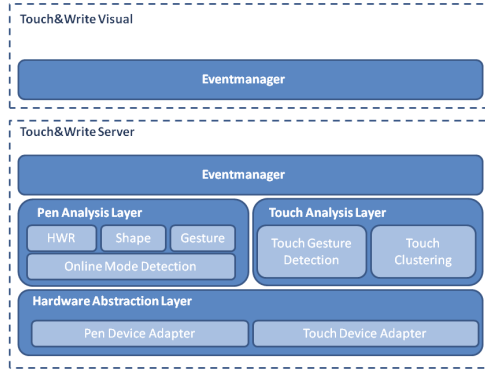 Touch&Write Visual
Eventmanager
Touch&Write Server
Eventmanager
Pen Analysis Layer
HWR
Shape
Gesture
Online Mode Detection
Touch Analysis Layer
Touch Gesture
Detection
Touch
Clustering
Hardware Abstraction Layer
Pen Device Adapter
Touch Device Adapter